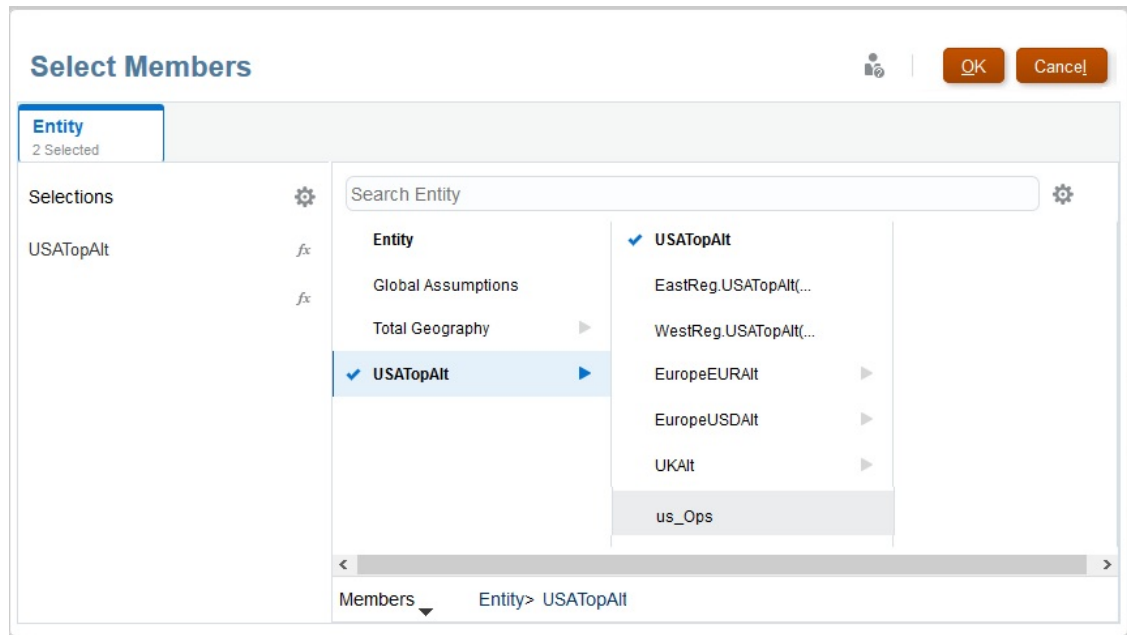 Select Members
OK
Cancel
Entity
2 Selected
Selections
Search Entity
USATopAlt
fx
fx
Entity
Global Assumptions
Total Geography
USATopAlt
USATopAlt
EastReg.USATopAlt(...
WestReg.USATopAlt(...
EuropeEURAlt
EuropeUSDAlt
UKAlt
us_Ops
Members
Entity> USATopAlt